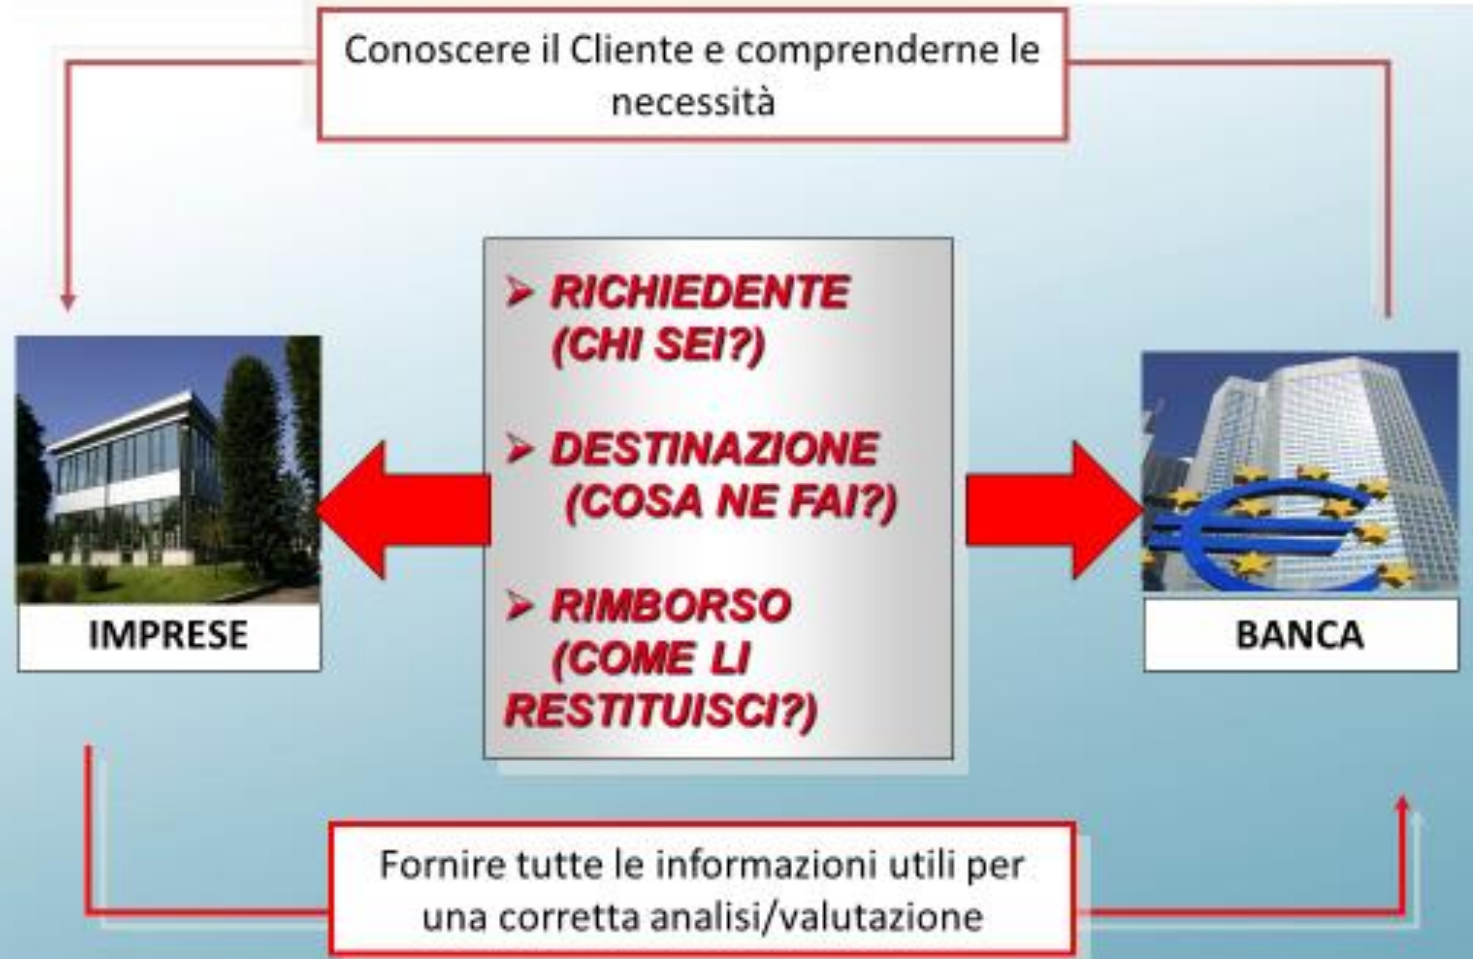 Conoscere il Cliente e comprenderne le
necessità
➢ RICHIEDENTE
(CHI SEI?)
➢ DESTINAZIONE
(COSA NE FAI?)
➢ RIMBORSO
(COME LI
RESTITUISCI?)
IMPRESE
BANCA
Fornire tutte le informazioni utili per
una corretta analisi/valutazione